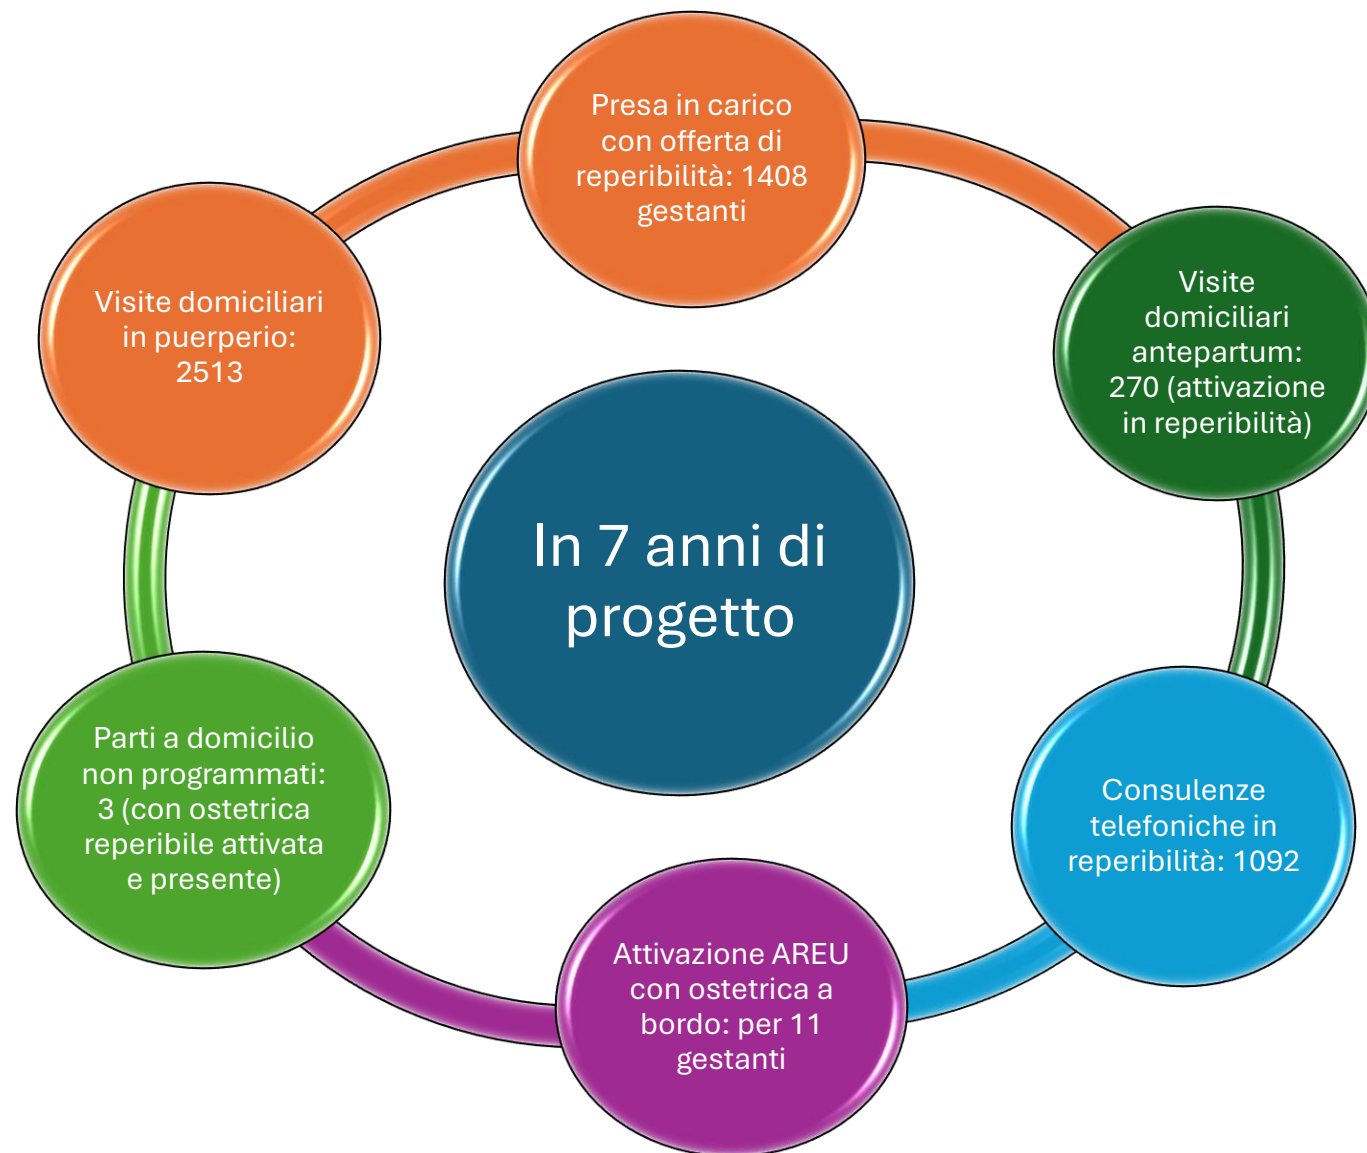 Presa in carico
con offerta di
reperibilità: 1408
gestanti
Visite
domiciliari
antepartum:
270 (attivazione
in reperibilità)
Consulenze
telefoniche in
reperibilità: 1092
Attivazione AREU
con ostetrica a
bordo: per 11
gestanti
Parti a domicilio
non programmati:
3 (con ostetrica
reperibile attivata
e presente)
Visite domiciliari
in puerperio:
2513
In 7 anni di
progetto